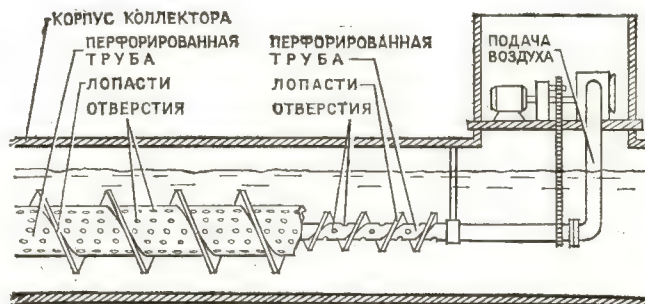 КОРПУС КОЛЛЕКТОРА
ПЕРФОРИРОВАННАЯ
ТРУБА
ЛОПАСТИ
ОТВЕРСТИЯ
ПЕРФОРИРОВАННАЯ
ТРУБА
ЛОПАСТИ
ОТВЕРСТИЯ
ПОДАЧА
ВОЗДУХА